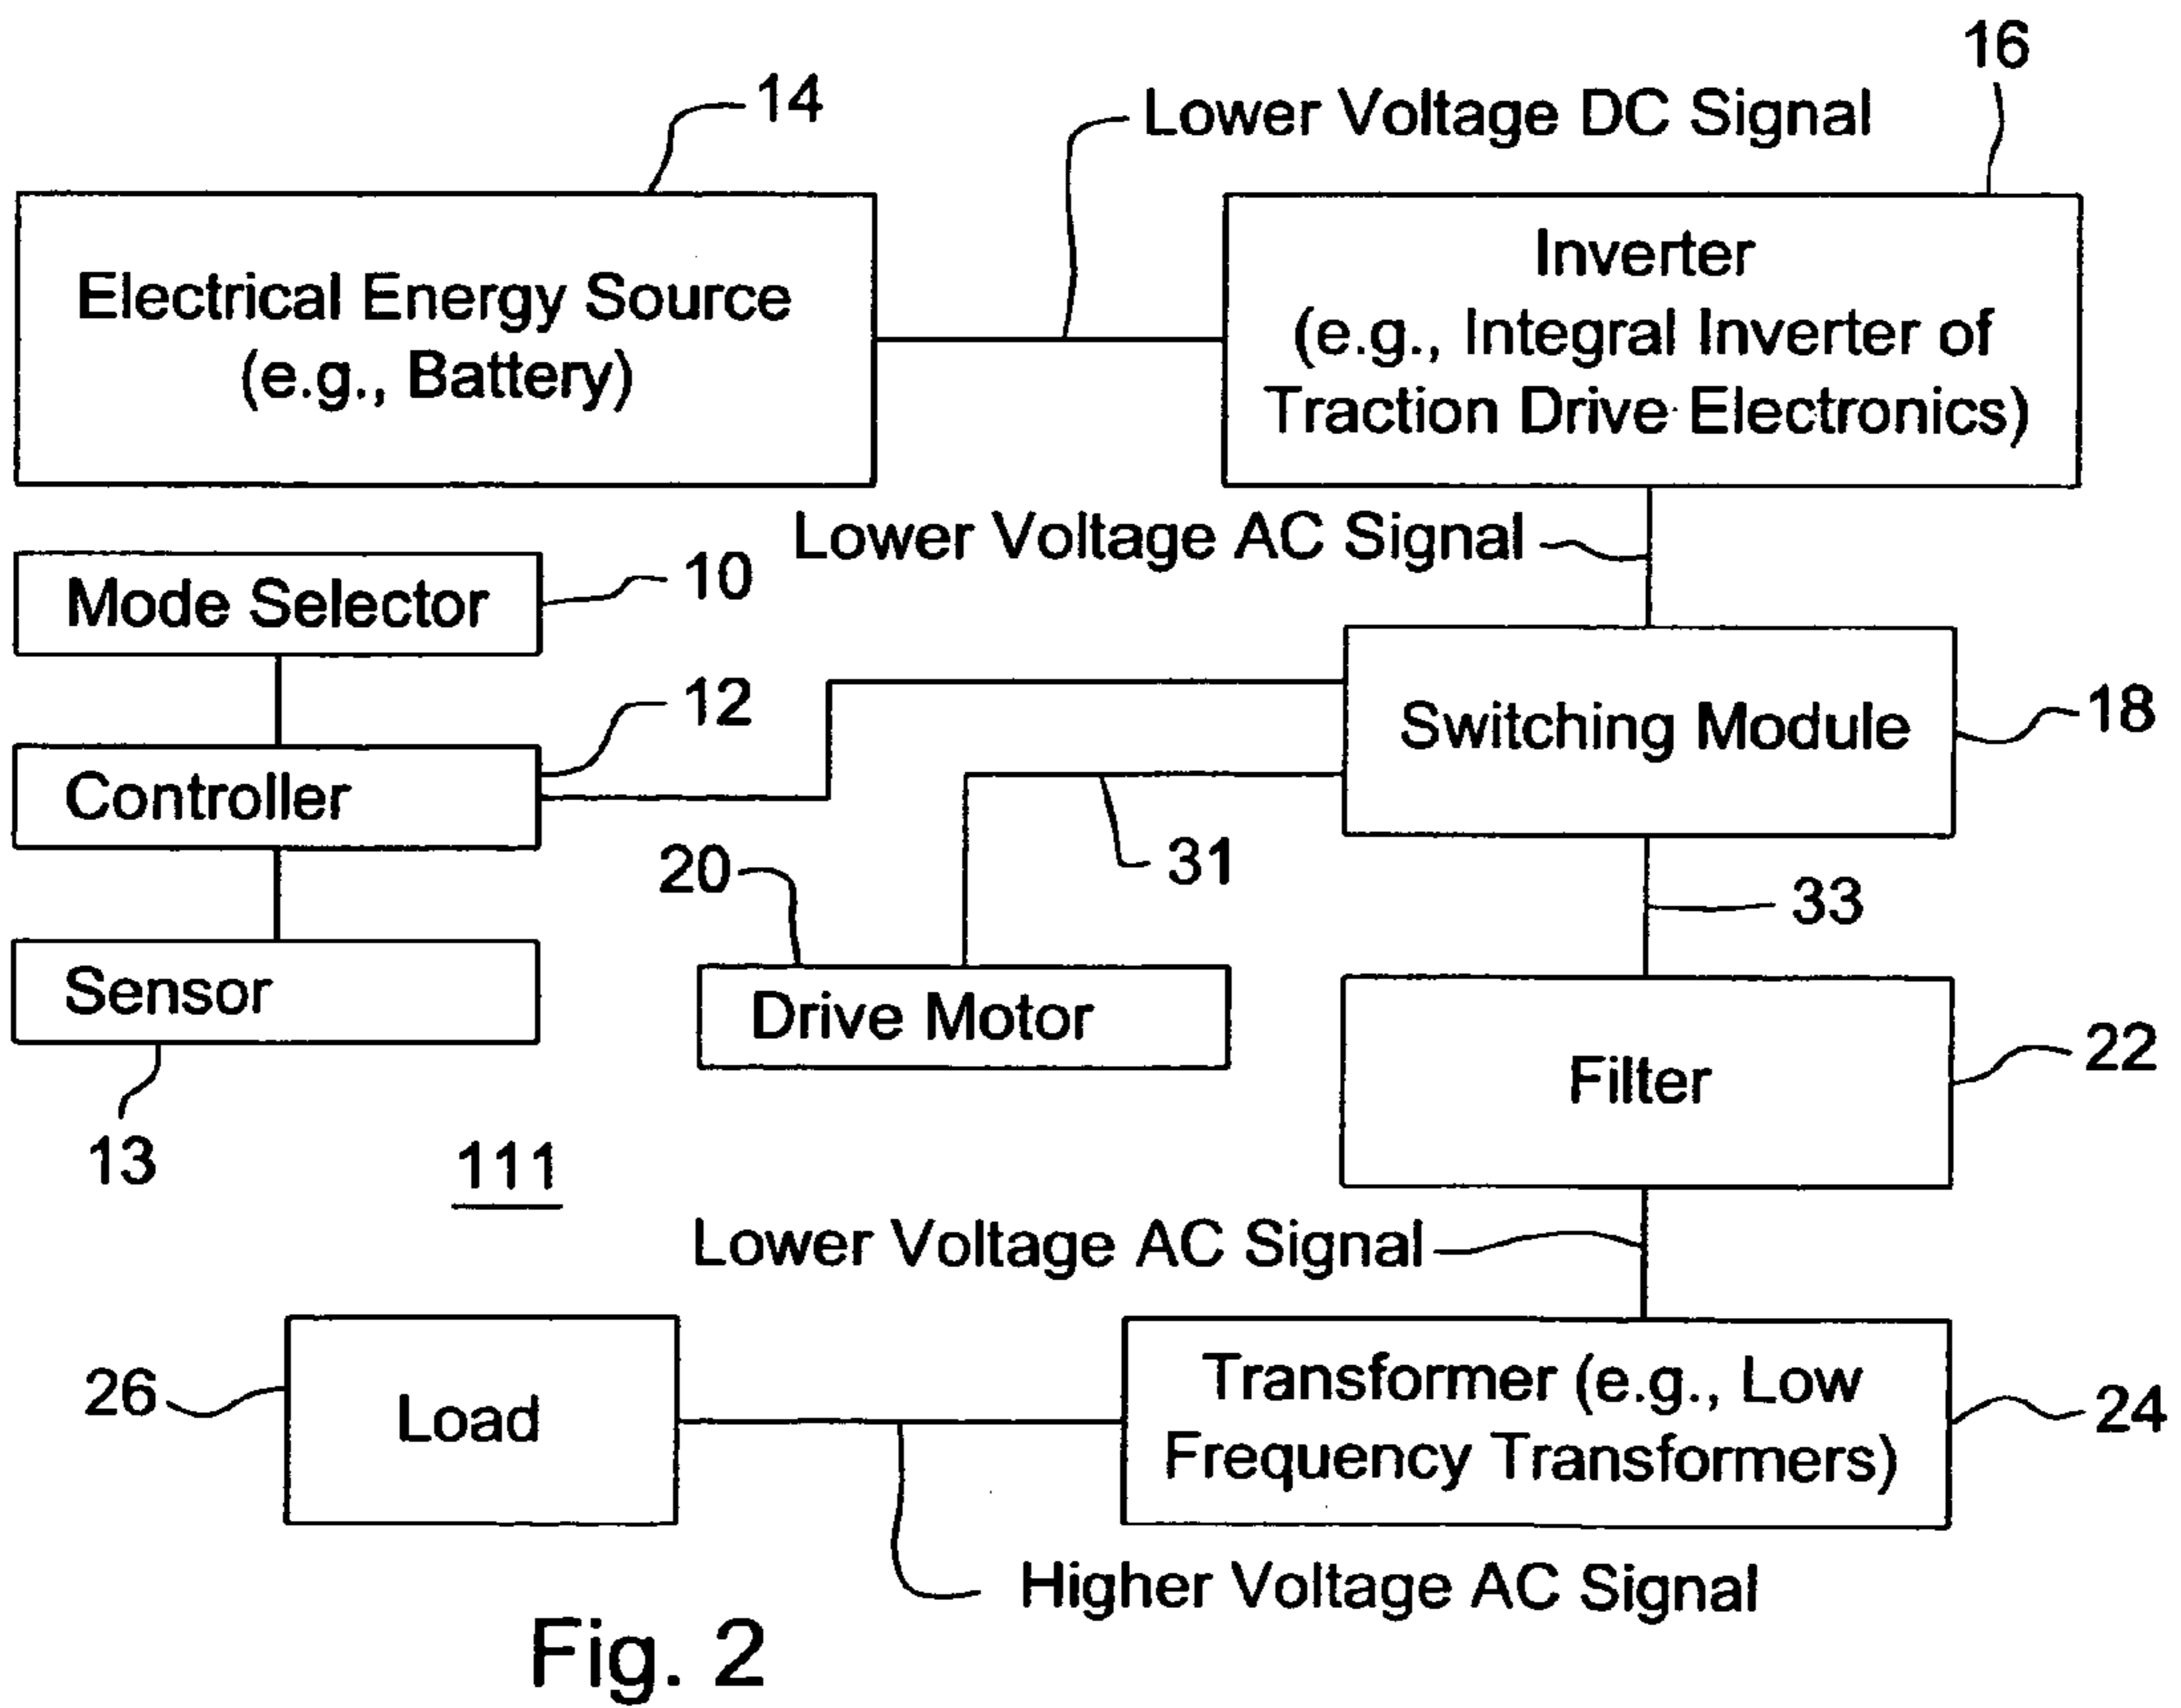 16
14
Lower Voltage DC Signal
Electrical Energy Source
(e.g., Battery)
Inverter
(e.g., Integral Inverter of
Traction Drive Electronics)
Lower Voltage AC Signal
Mode Selector
10
12
Switching Module
18
Controller
31
20
33
Sensor
Drive Motor
22
Filter
13
111
Lower Voltage AC Signal
26
Load
Transformer (e.g., Low
Frequency Transformers)
24
Higher Voltage AC Signal
Fig. 2